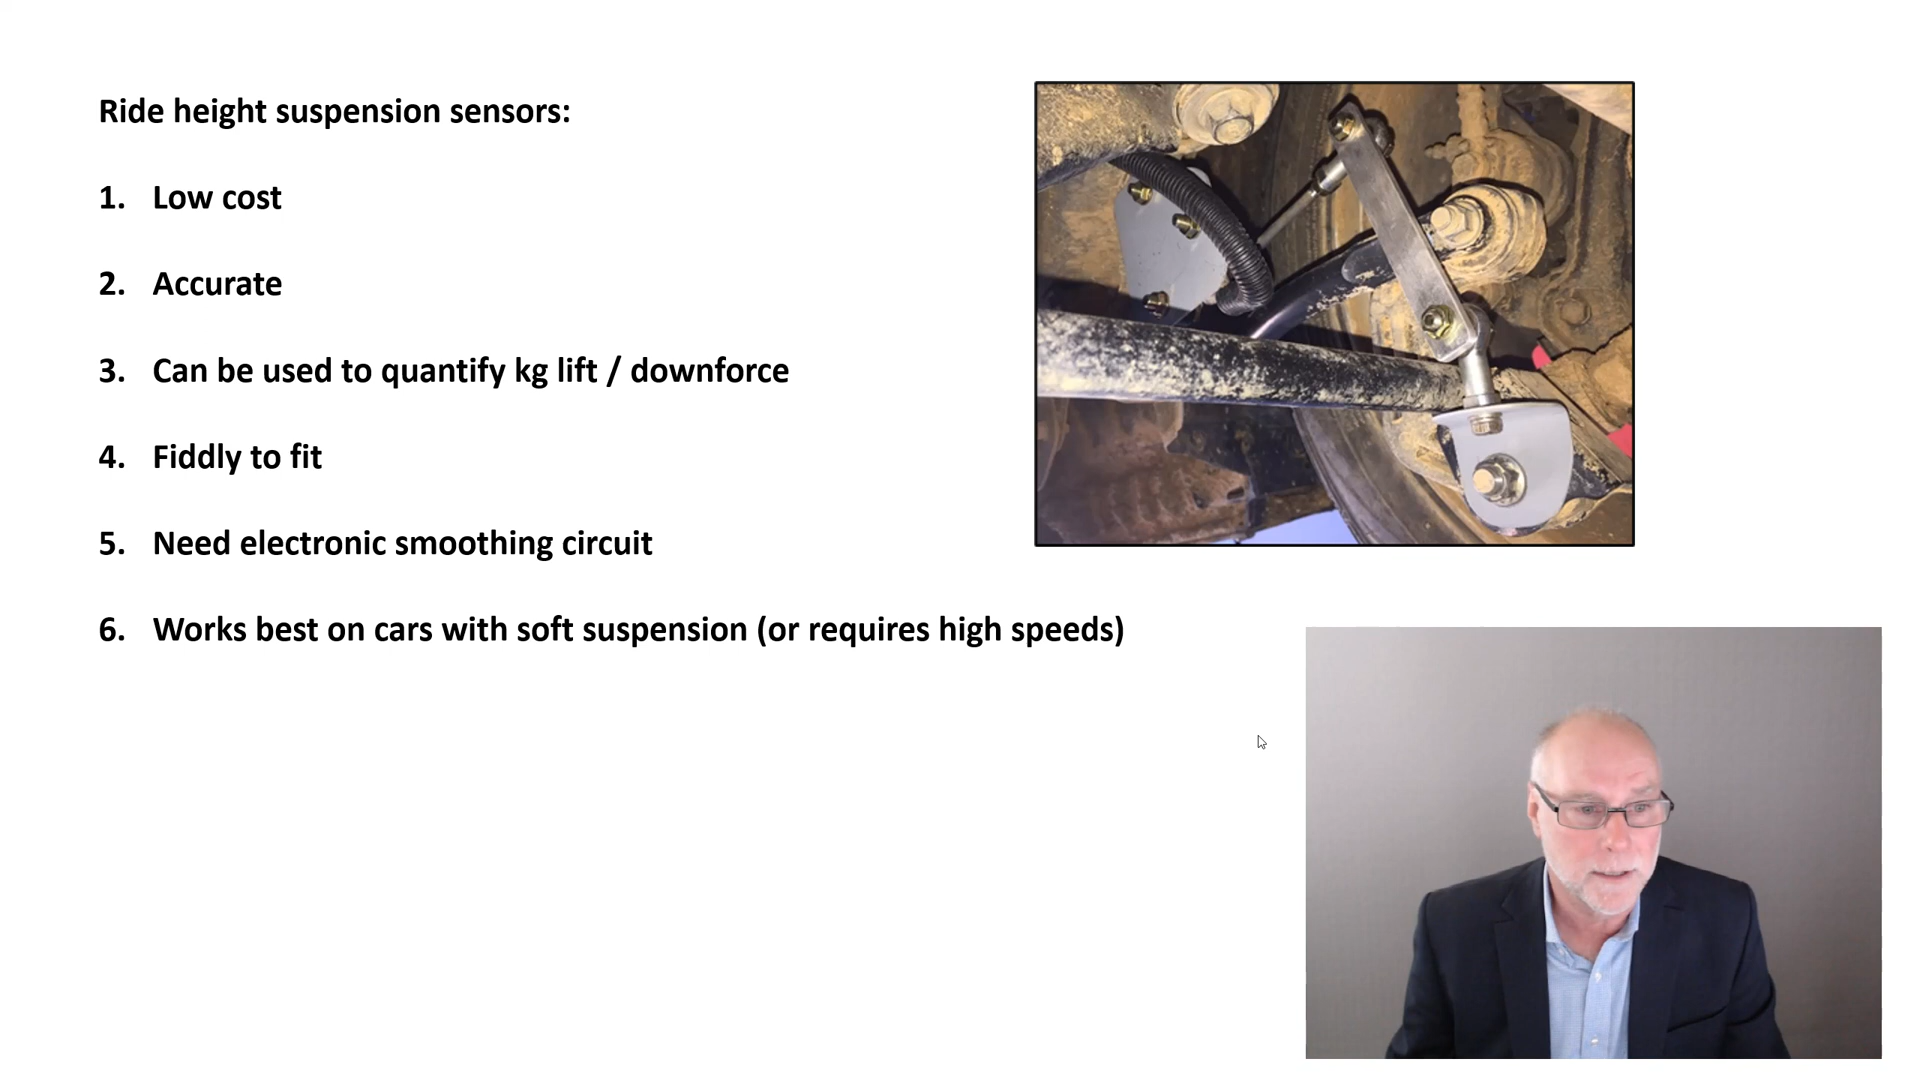 Ride height suspension sensors:
1. Low cost
2. Accurate
3. Can be used to quantify kg lift / downforce
4. Fiddly to fit
5. Need electronic smoothing circuit
6. Works best on cars with soft suspension (or requires high speeds)